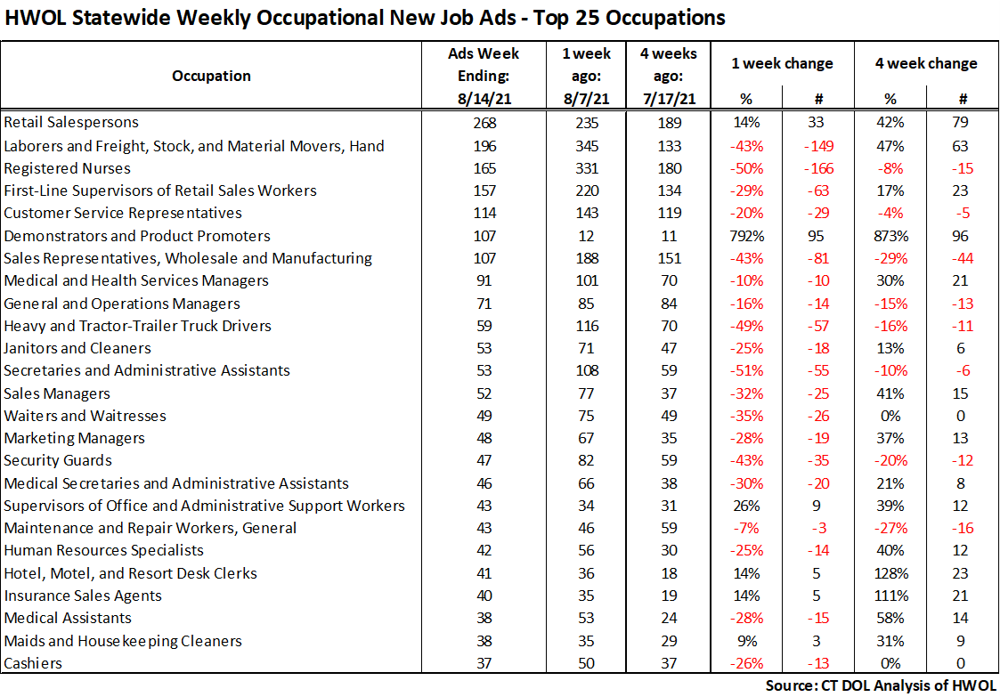 HWOL Statewide Weekly Occupational New Job Ads - Top 25 Occupations
Occupation Ads Week Ending: 8/14/21 1 week ago: 8/7/21 4 weeks ago: 7/17/21 1 week change 4 week change
% # % #
Retail Salespersons 268 235 189 14% 33 42% 79
Laborers and Freight, Stock, and Material Movers, Hand 196 345 133 -43% -149 47% 63
Registered Nurses 165 331 180 -50% -166 -8% -15
First-Line Supervisors of Retail Sales Workers 157 220 134 -29% -63 17% 23
Customer Service Representatives 114 143 119 -20% -29 -4% -5
Demonstrators and Product Promoters 107 12 11 792% 95 873% 96
Sales Representatives, Wholesale and Manufacturing 107 188 151 -43% -81 -29% -44
Medical and Health Services Managers 91 101 70 -10% -10 30% 21
General and Operations Managers 71 85 84 -16% -14 -15% -13
Heavy and Tractor-Trailer Truck Drivers 59 116 70 -49% -57 -16% -11
Janitors and Cleaners 53 71 47 -25% -18 13% 6
Secretaries and Administrative Assistants 53 108 59 -51% -55 -10% -6
Sales Managers 52 77 37 -32% -25 41% 15
Waiters and Waitresses 49 75 49 -35% -26 0% 0
Marketing Managers 48 67 35 -28% -19 37% 13
Security Guards 47 82 59 -43% -35 -20% -12
Medical Secretaries and Administrative Assistants 46 66 38 -30% -20 21% 8
Supervisors of Office and Administrative Support Workers 43 34 31 26% 9 39% 12
Maintenance and Repair Workers, General 43 46 59 -7% -3 -27% -16
Human Resources Specialists 42 56 30 -25% -14 40% 12
Hotel, Motel, and Resort Desk Clerks 41 36 18 14% 5 128% 23
Insurance Sales Agents 40 35 19 14% 5 111% 21
Medical Assistants 38 53 24 -28% -15 58% 14
Maids and Housekeeping Cleaners 38 35 29 9% 3 31% 9
Cashiers 37 50 37 -26% -13 0% 0
Source: CT DOL Analysis of HWOL